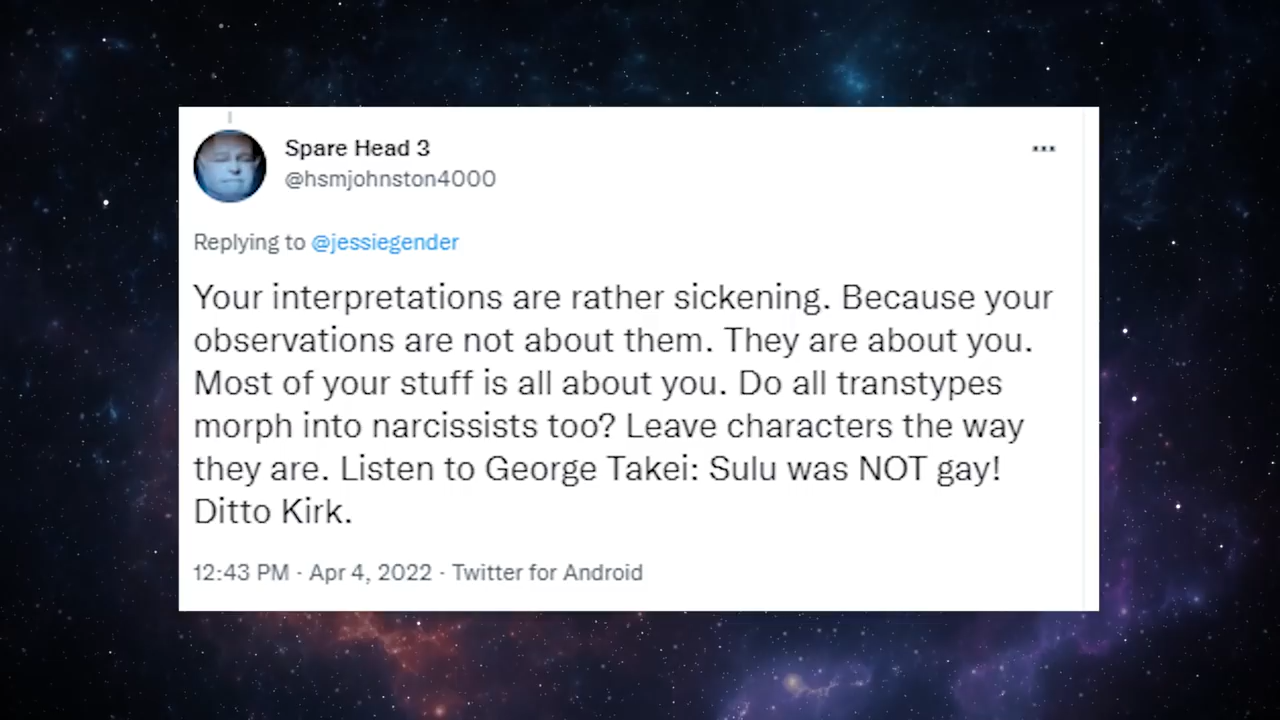 Spare Head 3
@hsmjohnston4000
Replying to @jessiegender
Your interpretations are rather sickening. Because your
observations are not about them. They are about you.
Most of your stuff is all about you. Do all transtypes
morph into narcissists too? Leave characters the way
they are. Listen to George Takei: Sulu was NOT gay!
Ditto Kirk.
12:43 PM · Apr 4, 2022 · Twitter for Android